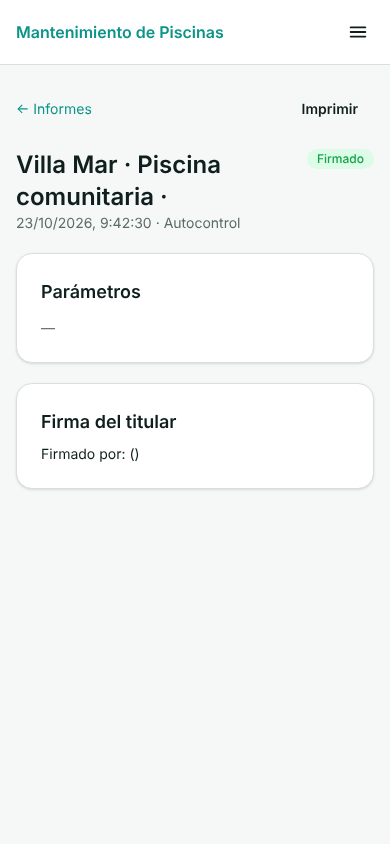 Mantenimiento de Piscinas
← Informes
Imprimir
Villa Mar · Piscina comunitaria ·
Firmado
23/10/2026, 9:42:30 · Autocontrol
Parámetros
—
Firma del titular
Firmado por: ()